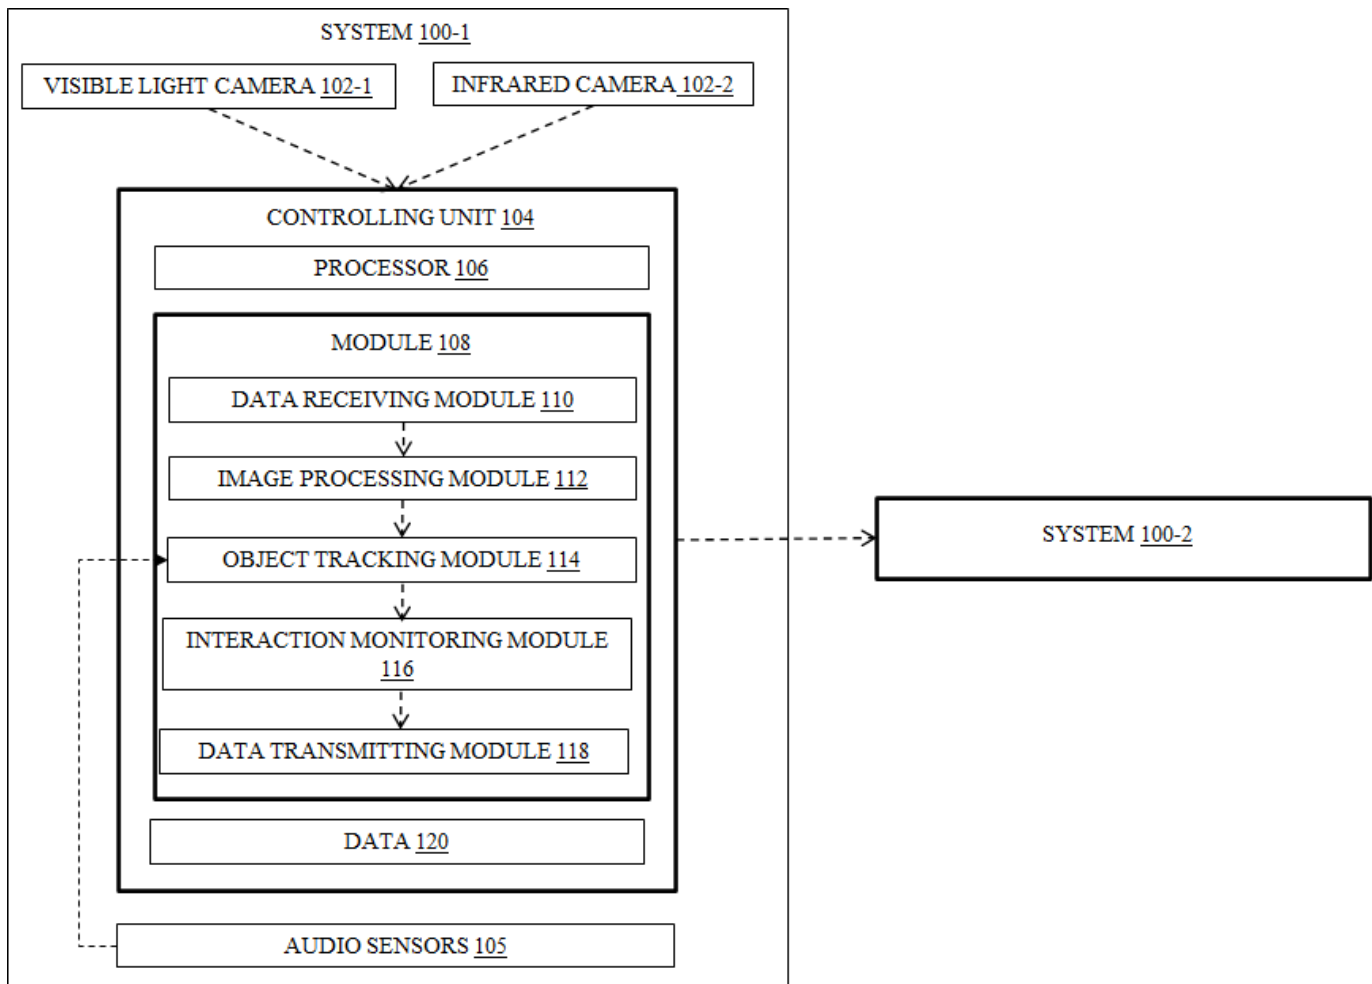 SYSTEM 100-1
VISIBLE LIGHT CAMERA 102-1
INFRARED CAMERA 102-2
CONTROLLING UNIT 104
PROCESSOR 106
MODULE 108
DATA RECEIVING MODULE 110
IMAGE PROCESSING MODULE 112
OBJECT TRACKING MODULE 114
INTERACTION MONITORING MODULE
116
DATA TRANSMITTING MODULE 118
DATA 120
AUDIO SENSORS 105
SYSTEM 100-2